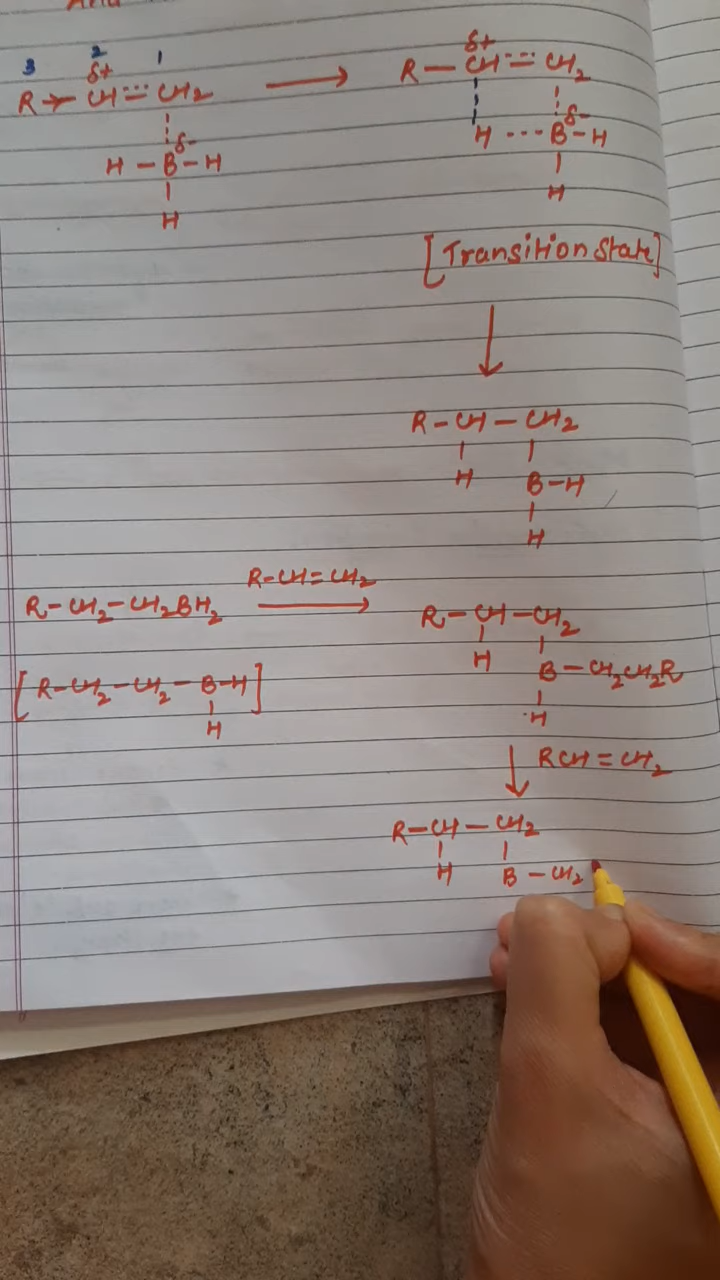 3 2 1
δ+ δ+
R → CH ⋯ CH₂ → R — CH ⋯ CH₂
δ- H --- B - H δ-
H — B — H
H H
[Transition State]
R - CH - CH₂
H B - H
H
R-CH=CH₂
R-CH₂-CH₂BH₂ → R-CH-CH₂
H B - CH₂CH₂R
[R-CH₂-CH₂-B-H]
H H
RCH=CH₂
R-CH-CH₂
H B - CH₂